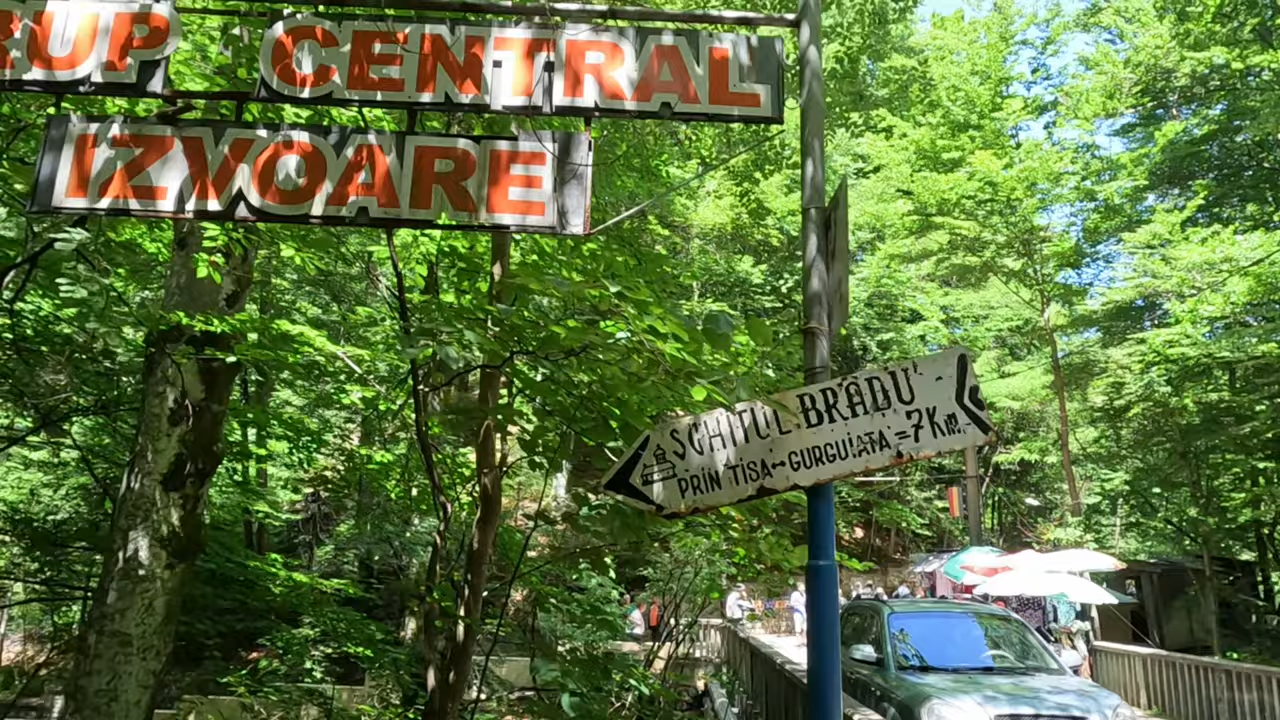 RUP CENTRAL
IZVOARE
SCHITUL BRADU
PRIN TISA-GURGUIATA =7Km.